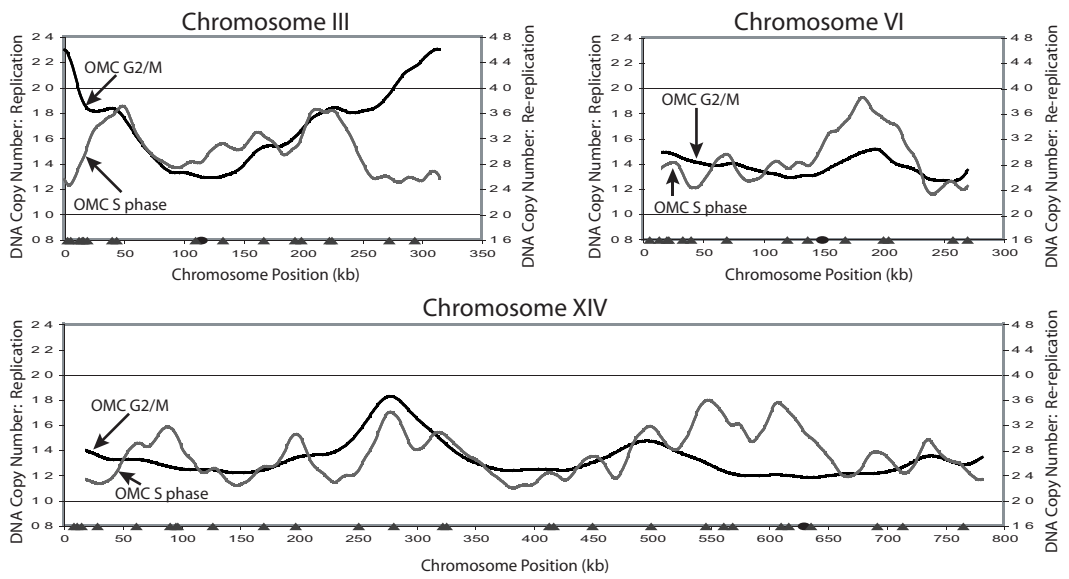 Chromosome III
DNA Copy Number: Replication
2 4
2 2
2 0
1 8
1 6
1 4
1 2
1 0
0 8
OMC G2/M
OMC S phase
4 8
4 4
4 0
3 6
3 2
2 8
2 4
2 0
1 6
DNA Copy Number: Re-replication
0 50 100 150 200 250 300 350
Chromosome Position (kb)
Chromosome VI
DNA Copy Number: Replication
2 4
2 2
2 0
1 8
1 6
1 4
1 2
1 0
0 8
OMC G2/M
OMC S phase
4 8
4 4
4 0
3 6
3 2
2 8
2 4
2 0
1 6
DNA Copy Number: Re-replication
0 50 100 150 200 250 300
Chromosome Position (kb)
Chromosome XIV
DNA Copy Number: Replication
2 4
2 2
2 0
1 8
1 6
1 4
1 2
1 0
0 8
OMC G2/M
OMC S phase
4 8
4 4
4 0
3 6
3 2
2 8
2 4
2 0
1 6
DNA Copy Number: Re-replication
0 50 100 150 200 250 300 350 400 450 500 550 600 650 700 750 800
Chromosome Position (kb)